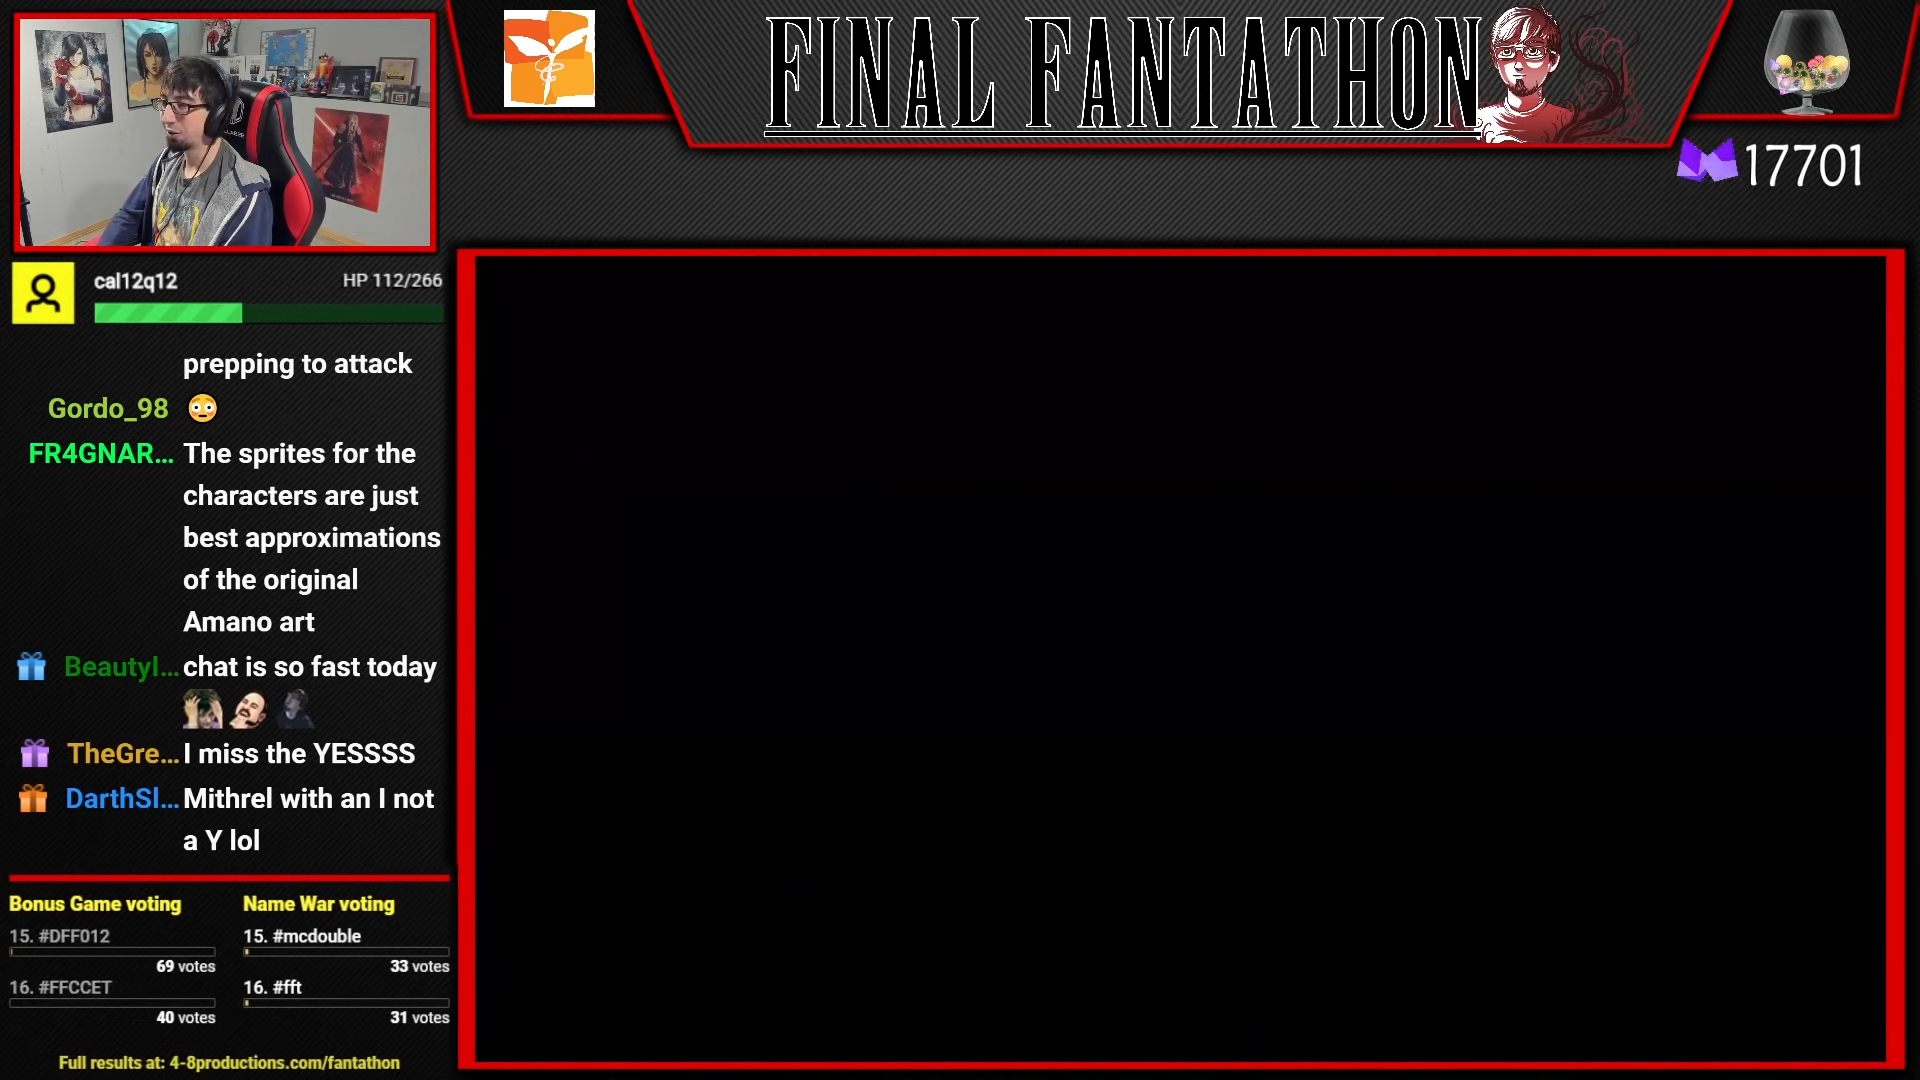 FINAL FANTATHON
17701
cal12q12
HP 112/266
prepping to attack
Gordo_98
FR4GNAR… The sprites for the
characters are just
best approximations
of the original
Amano art
BeautyI… chat is so fast today
TheGre… I miss the YESSSS
DarthSl… Mithrel with an I not
a Y lol
Bonus Game voting
15. #DFF012
69 votes
16. #FFCCET
40 votes
Name War voting
15. #mcdouble
33 votes
16. #fft
31 votes
Full results at: 4-8productions.com/fantathon